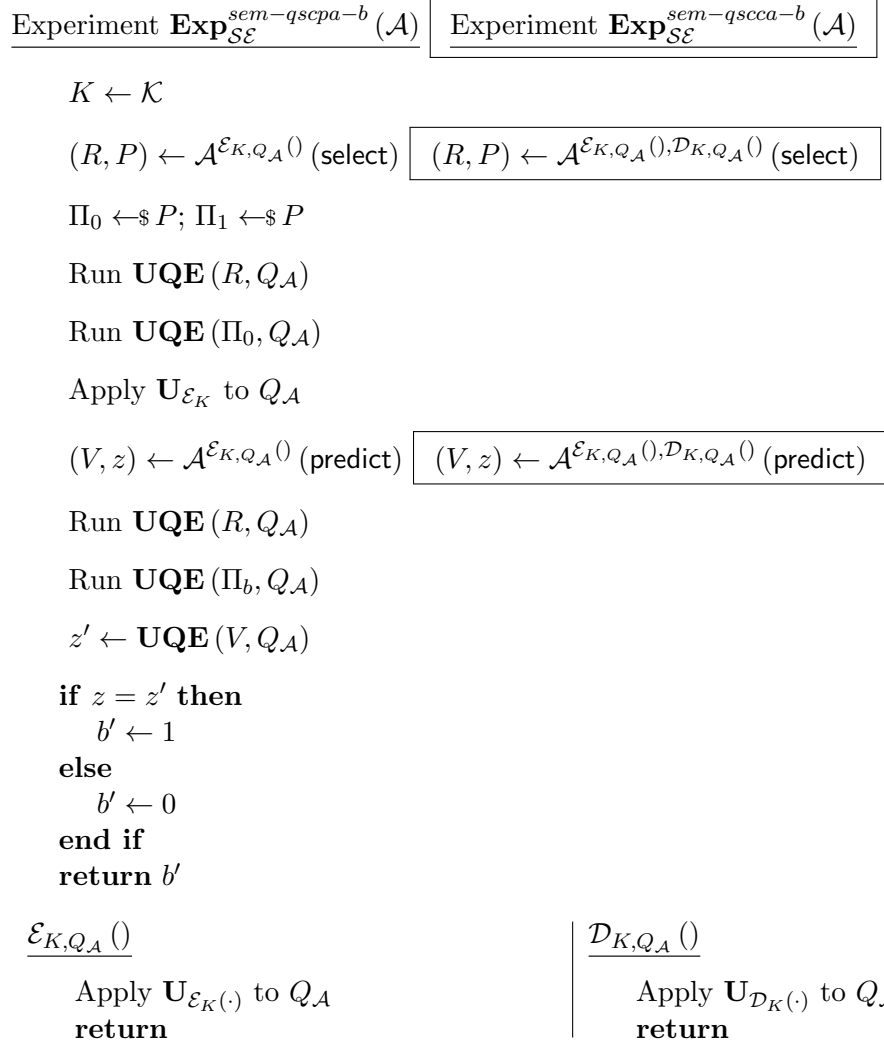 Experiment Exp_{SE}^{sem−qscpa−b} (A) Experiment Exp_{SE}^{sem−qscca−b} (A)
K ← K
(R, P) ← A^{E_{K,Q_A}()} (select) (R, P) ← A^{E_{K,Q_A}(),D_{K,Q_A}()} (select)
Π_0 ←$ P; Π_1 ←$ P
Run UQE (R, Q_A)
Run UQE (Π_0, Q_A)
Apply U_{E_K} to Q_A
(V, z) ← A^{E_{K,Q_A}()} (predict) (V, z) ← A^{E_{K,Q_A}(),D_{K,Q_A}()} (predict)
Run UQE (R, Q_A)
Run UQE (Π_b, Q_A)
z′ ← UQE (V, Q_A)
if z = z′ then
b′ ← 1
else
b′ ← 0
end if
return b′
E_{K,Q_A} ()
Apply U_{E_K(·)} to Q_A
return
D_{K,Q_A} ()
Apply U_{D_K(·)} to Q
return